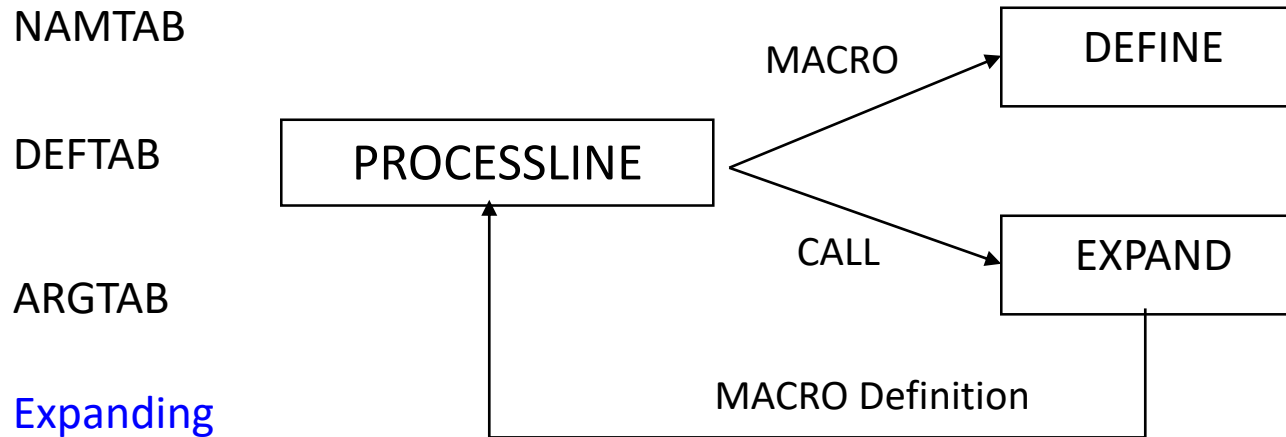 NAMTAB
DEFTAB
ARGTAB
Expanding
PROCESSLINE
MACRO
DEFINE
CALL
EXPAND
MACRO Definition